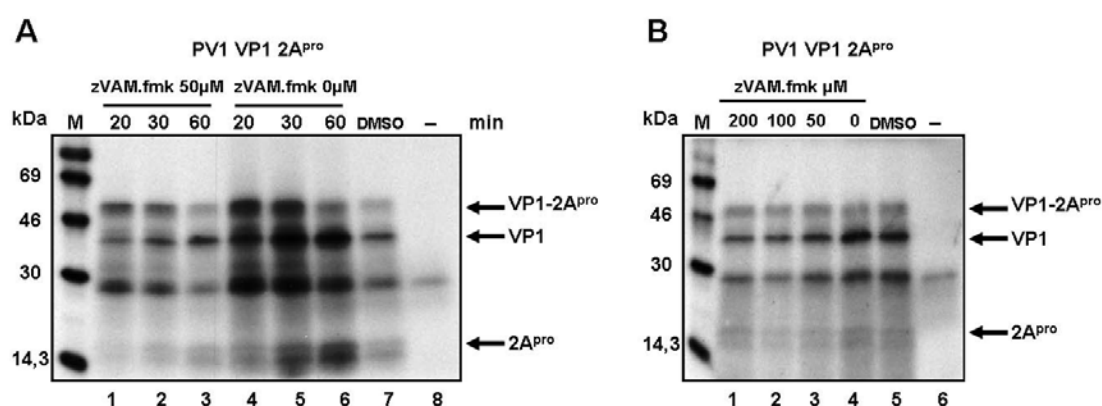 A
PV1 VP1 2Apro
zVAM.fmk 50μM zVAM.fmk 0μM
kDa M 20 30 60 20 30 60 DMSO – min
69
46
30
14,3
VP1-2Apro
VP1
2Apro
1 2 3 4 5 6 7 8
B
PV1 VP1 2Apro
zVAM.fmk μM
kDa M 200 100 50 0 DMSO –
69
46
30
14,3
VP1-2Apro
VP1
2Apro
1 2 3 4 5 6